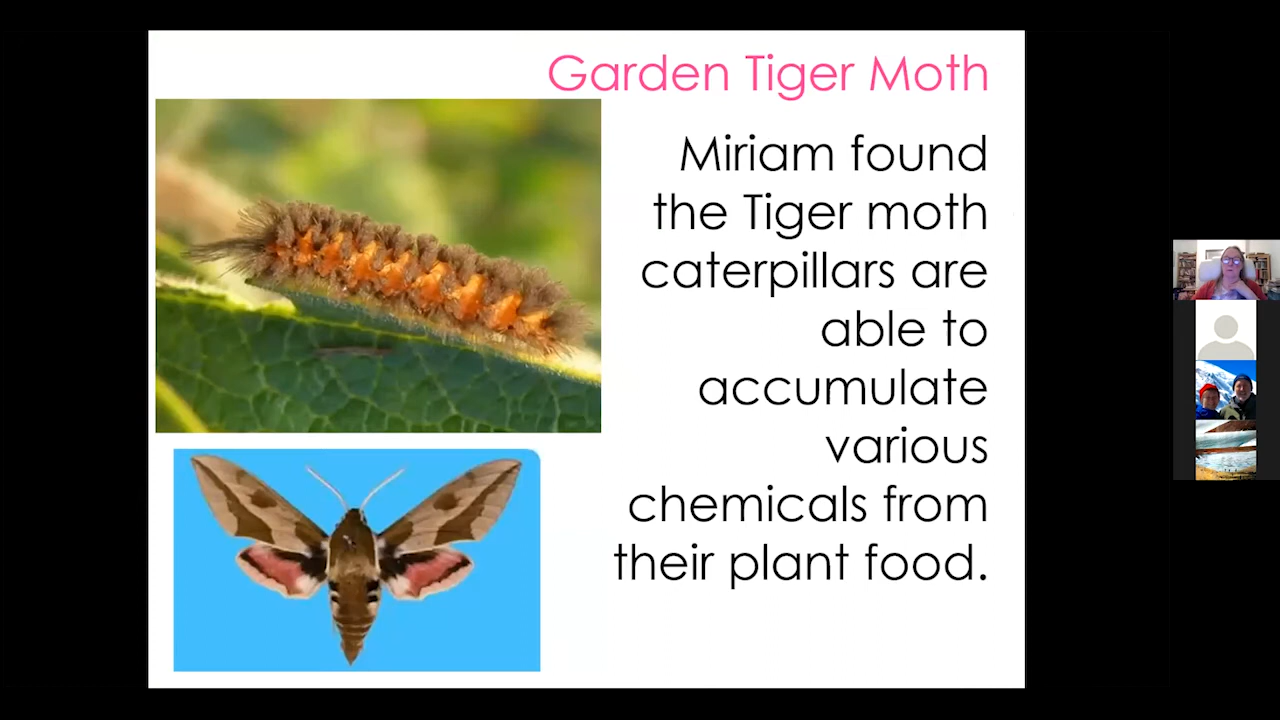 Garden Tiger Moth
Miriam found
the Tiger moth
caterpillars are
able to
accumulate
various
chemicals from
their plant food.